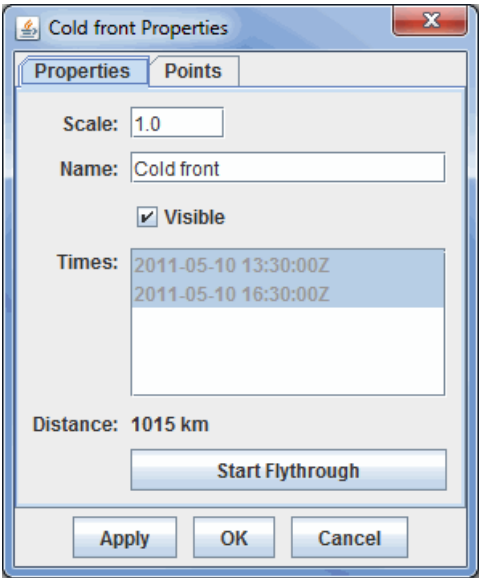 Cold front Properties
Properties Points
Scale: 1.0
Name: Cold front
Visible
Times: 2011-05-10 13:30:00Z
2011-05-10 16:30:00Z
Distance: 1015 km
Start Flythrough
Apply OK Cancel